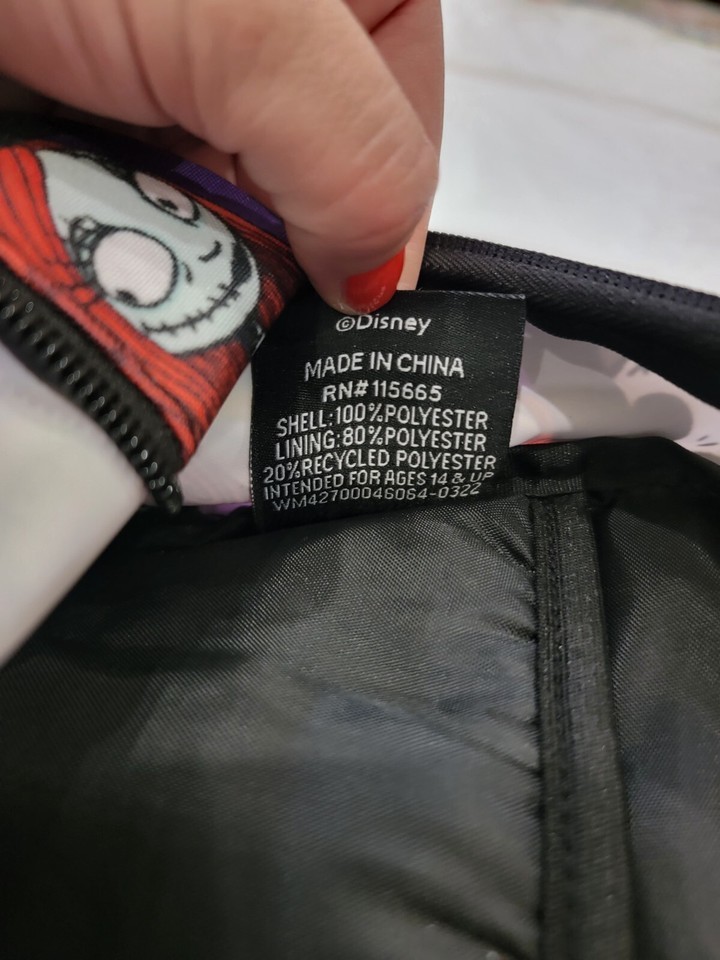 ©Disney
MADE IN CHINA
RN# 115665
SHELL:100%POLYESTER
LINING:80%POLYESTER
20%RECYCLED POLYESTER
INTENDED FOR AGES 14 & UP
WM42700046064-0322